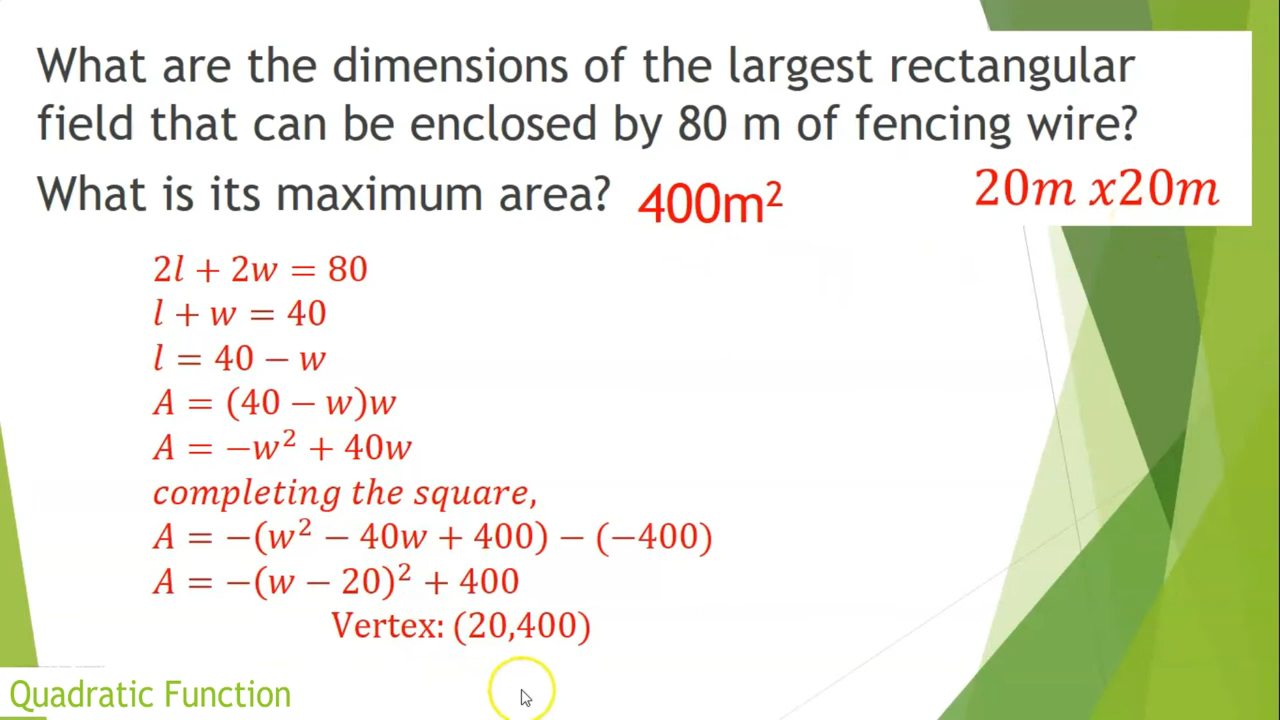 What are the dimensions of the largest rectangular
field that can be enclosed by 80 m of fencing wire?
What is its maximum area? 400m² 20m x20m
2l + 2w = 80
l + w = 40
l = 40 − w
A = (40 − w)w
A = −w² + 40w
completing the square,
A = −(w² − 40w + 400) − (−400)
A = −(w − 20)² + 400
Vertex: (20,400)
Quadratic Function